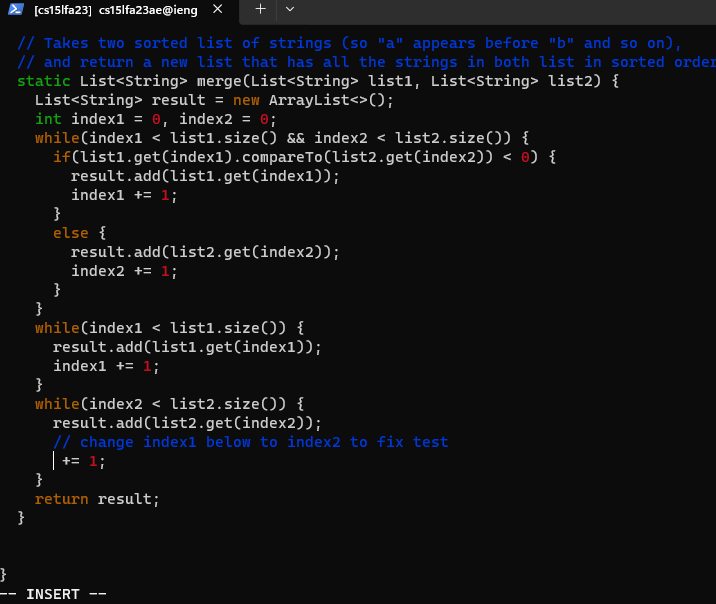 [cs15lfa23] cs15lfa23ae@ieng
// Takes two sorted list of strings (so "a" appears before "b" and so on),
// and return a new list that has all the strings in both list in sorted order
static List<String> merge(List<String> list1, List<String> list2) {
List<String> result = new ArrayList<>();
int index1 = 0, index2 = 0;
while(index1 < list1.size() && index2 < list2.size()) {
if(list1.get(index1).compareTo(list2.get(index2)) < 0) {
result.add(list1.get(index1));
index1 += 1;
}
else {
result.add(list2.get(index2));
index2 += 1;
}
}
while(index1 < list1.size()) {
result.add(list1.get(index1));
index1 += 1;
}
while(index2 < list2.size()) {
result.add(list2.get(index2));
// change index1 below to index2 to fix test
+= 1;
}
return result;
}
}
-- INSERT --